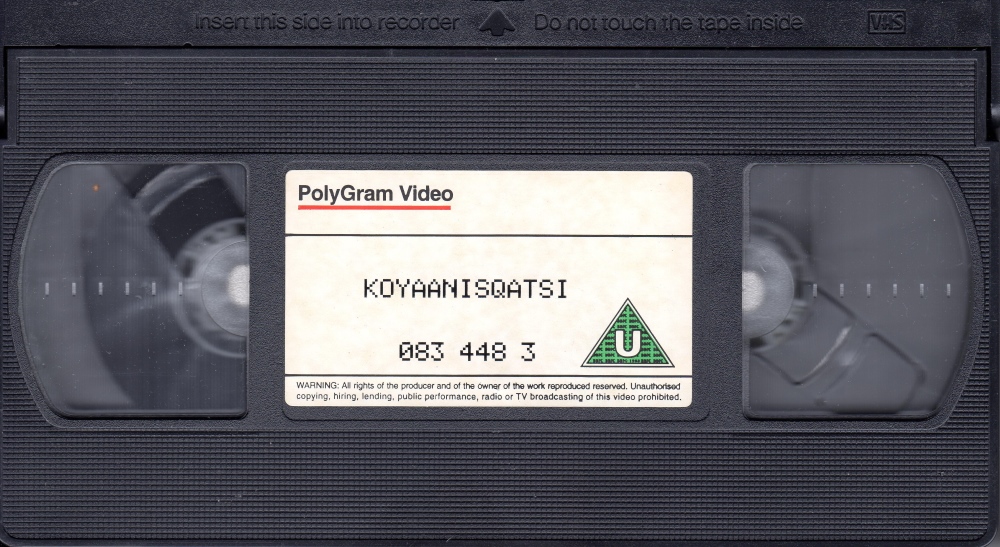 Insert this side into recorder Do not touch the tape inside VHS
PolyGram Video
KOYAANISQATSI
083 448 3
U
WARNING: All rights of the producer and of the owner of the work reproduced reserved. Unauthorised
copying, hiring, lending, public performance, radio or TV broadcasting of this video prohibited.